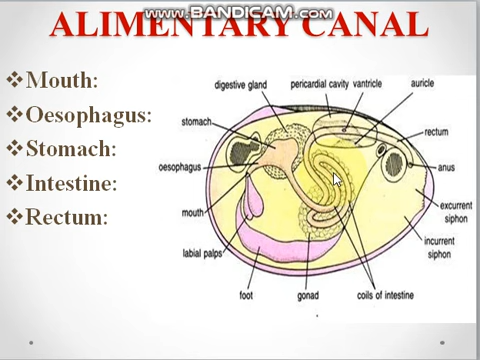 www.BANDICAM.com
ALIMENTARY CANAL
Mouth:
Oesophagus:
Stomach:
Intestine:
Rectum:
digestive gland
pericardial cavity
vantricle
auricle
stomach
rectum
oesophagus
anus
mouth
excurrent
siphon
labial palps
incurrent
siphon
foot
gonad
coils of intestine